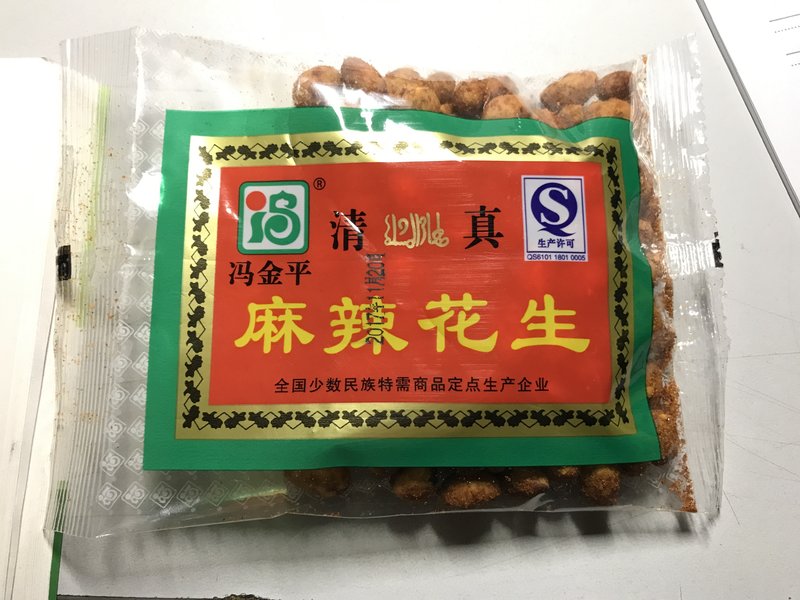 ®
清 真
冯金平
生产许可
QS6101 1801 0005
麻辣花生
全国少数民族特需商品定点生产企业